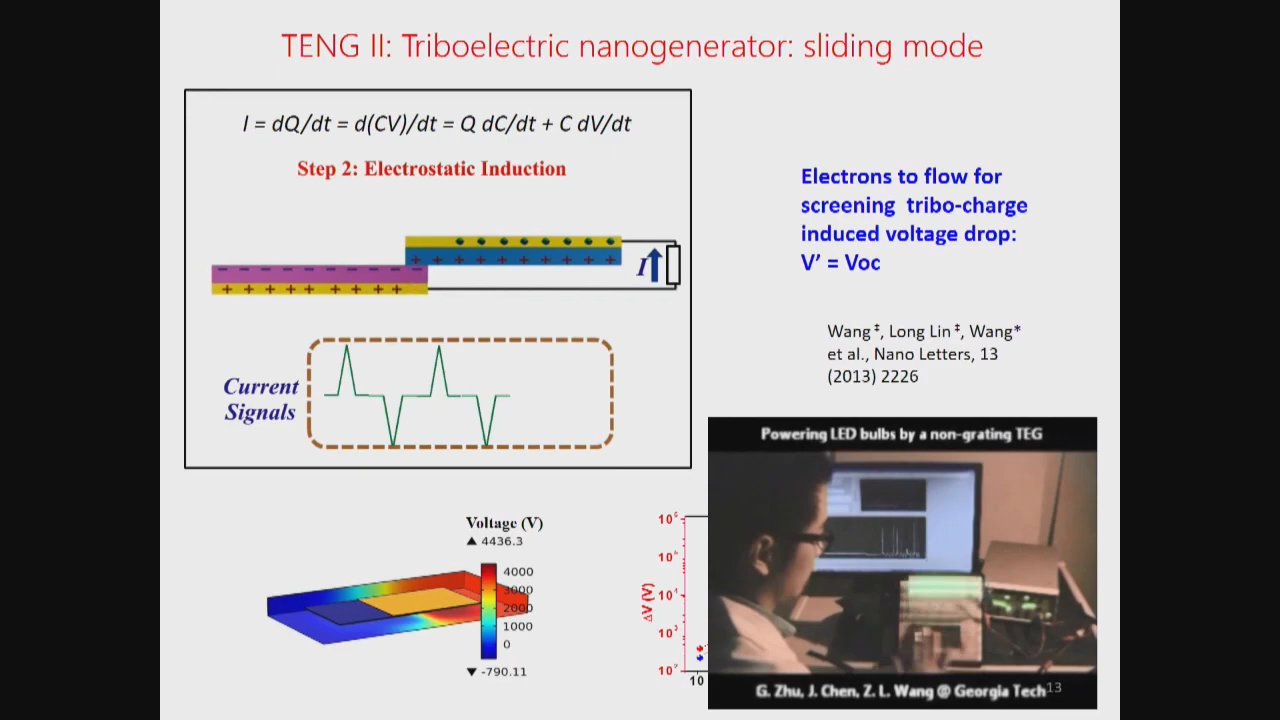 TENG II: Triboelectric nanogenerator: sliding mode
I = dQ/dt = d(CV)/dt = Q dC/dt + C dV/dt
Step 2: Electrostatic Induction
I
Current
Signals
Electrons to flow for
screening tribo-charge
induced voltage drop:
V’ = Voc
Wang‡, Long Lin‡, Wang*
et al., Nano Letters, 13
(2013) 2226
Voltage (V)
▲ 4436.3
4000
3000
2000
1000
0
▼ -790.11
ΔV (V)
10⁴
10³
10²
10
Powering LED bulbs by a non-grating TEG
G. Zhu, J. Chen, Z. L. Wang @ Georgia Tech
13